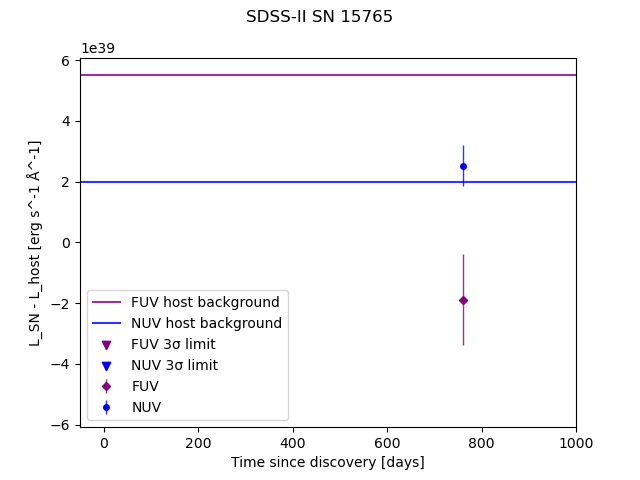 SDSS-II SN 15765
1e39
6
4
2
0
−2
−4
−6
L_SN - L_host [erg s^-1 Å^-1]
FUV host background
NUV host background
FUV 3σ limit
NUV 3σ limit
FUV
NUV
0 200 400 600 800 1000
Time since discovery [days]